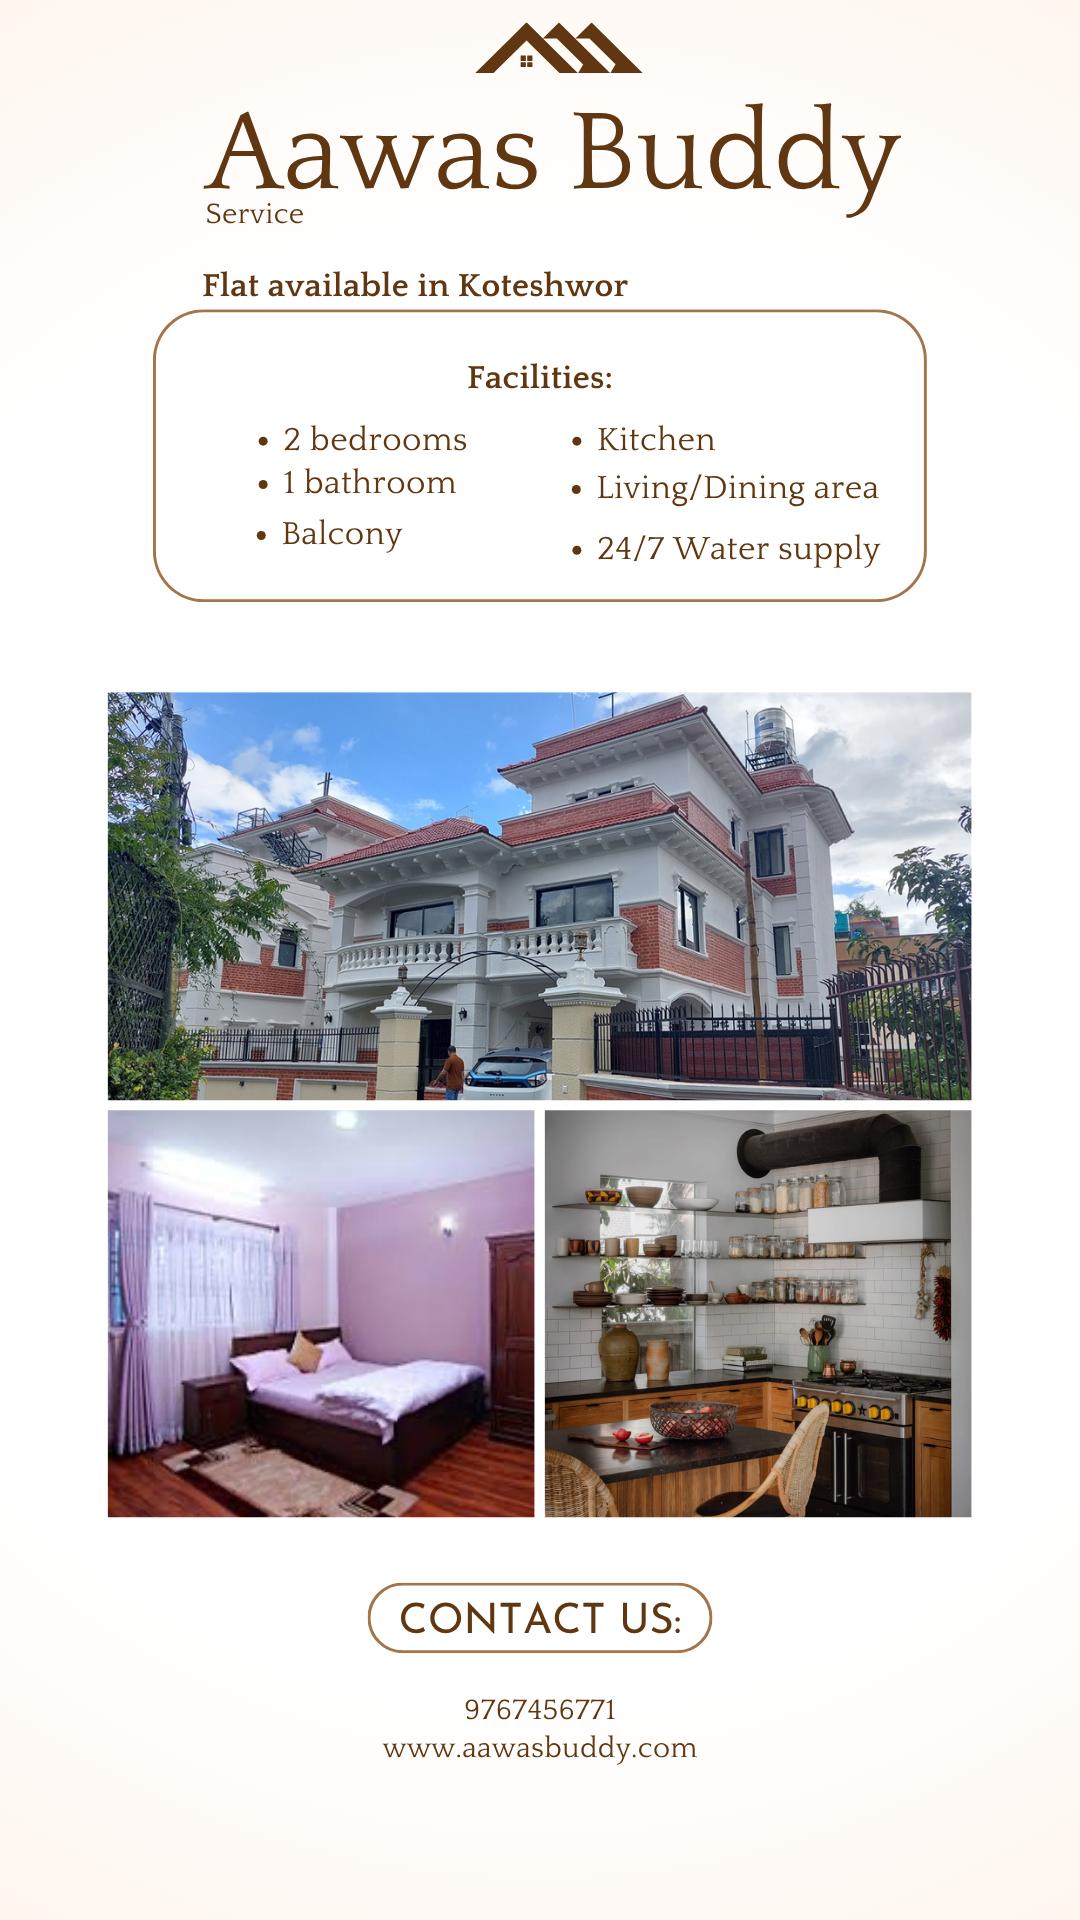 Aawas Buddy
Service
Flat available in Koteshwor
Facilities:
• 2 bedrooms
• 1 bathroom
• Balcony
• Kitchen
• Living/Dining area
• 24/7 Water supply
CONTACT US:
9767456771
www.aawasbuddy.com